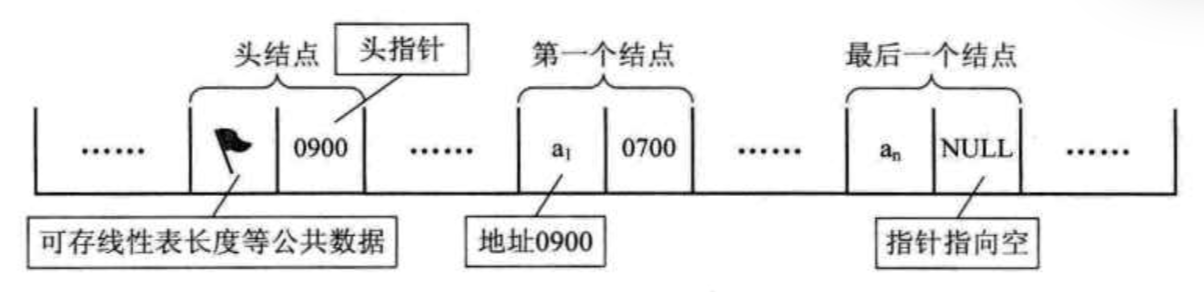 头结点
头指针
第一个结点
最后一个结点
...... 0900 ...... a₁ 0700 ...... aₙ NULL ......
可存线性表长度等公共数据
地址0900
指针指向空